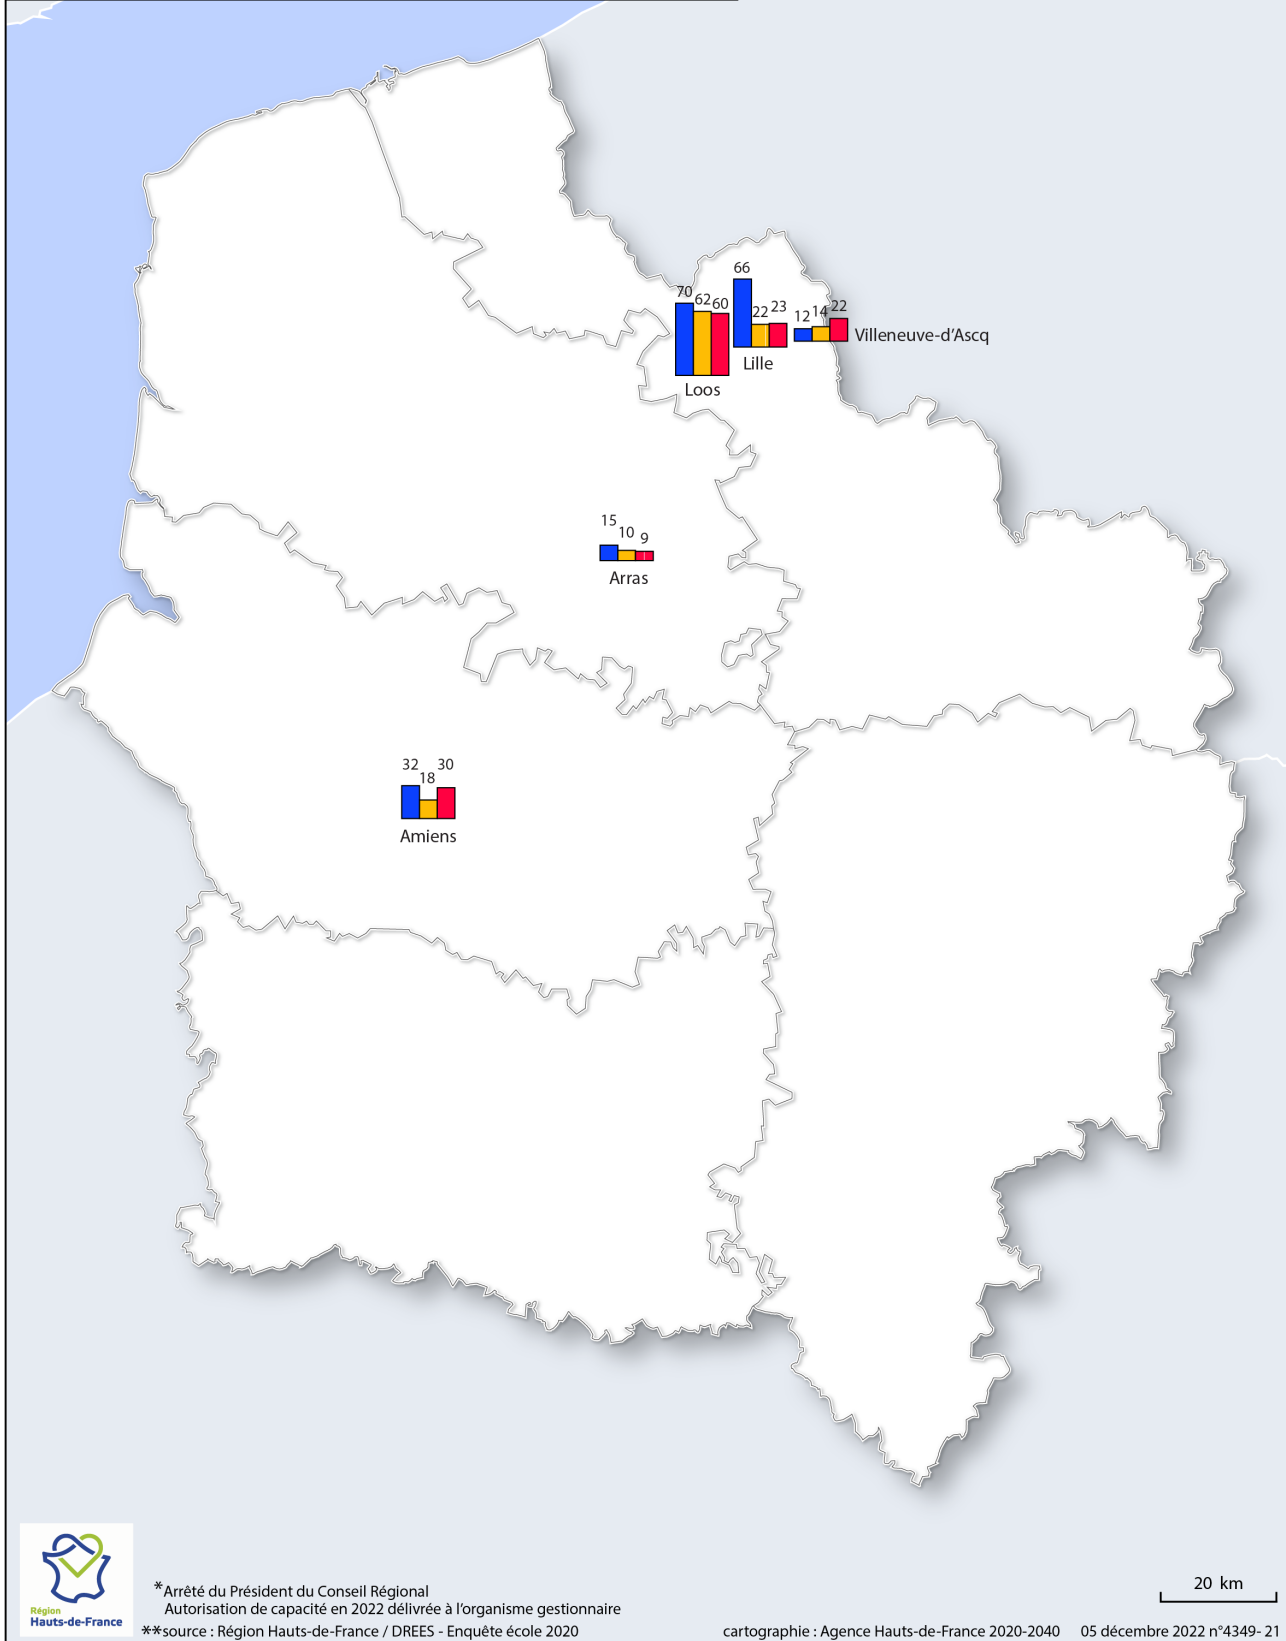 66
70 62 60
22 23
12 14 22
Villeneuve-d'Ascq
Lille
Loos
15 10 9
Arras
32 18 30
Amiens
Région
Hauts-de-France
*Arrêté du Président du Conseil Régional
Autorisation de capacité en 2022 délivrée à l'organisme gestionnaire
**source : Région Hauts-de-France / DREES - Enquête école 2020
20 km
cartographie : Agence Hauts-de-France 2020-2040 05 décembre 2022 n°4349- 21